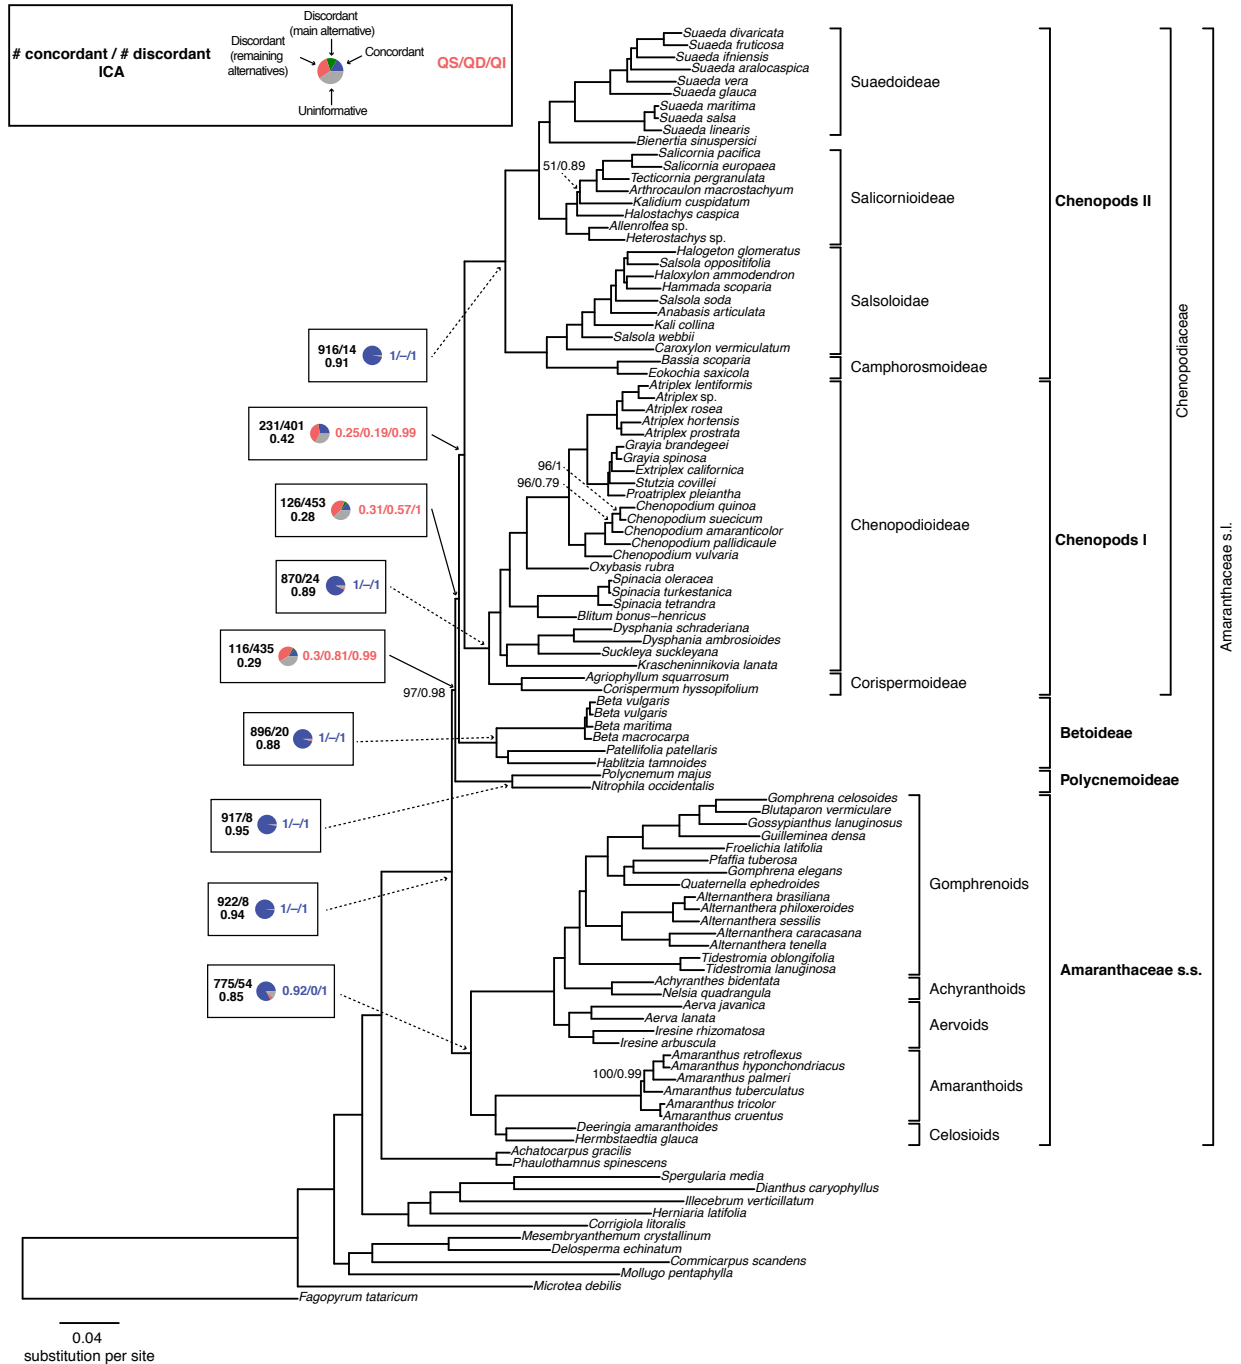 # concordant / # discordant
ICA
Discordant
(main alternative)
Discordant
(remaining
alternatives)
Concordant
Uninformative
QS/QD/QI
Suaeda divaricata
Suaeda fruticosa
Suaeda ifniensis
Suaeda aralocaspica
Suaeda vera
Suaeda glauca
Suaeda maritima
Suaeda salsa
Suaeda linearis
Bienertia sinuspersici
Suaedoideae
51/0.89
Salicornia pacifica
Salicornia europaea
Tecticornia pergranulata
Arthrocaulon macrostachyum
Kalidium cuspidatum
Halostachys caspica
Allenrolfea sp.
Heterostachys sp.
Salicornioideae
Chenopods II
Halogeton glomeratus
Salsola oppositifolia
Haloxylon ammodendron
Hammada scoparia
Salsola soda
Anabasis articulata
Kali collina
Salsola webbii
Caroxylon vermiculatum
Salsoloidae
Bassia scoparia
Eokochia saxicola
Camphorosmoideae
Chenopodiaceae
916/14
0.91
1/–/1
231/401
0.42
0.25/0.19/0.99
126/453
0.28
0.31/0.57/1
870/24
0.89
1/–/1
116/435
0.29
0.3/0.81/0.99
97/0.98
896/20
0.88
1/–/1
917/8
0.95
1/–/1
922/8
0.94
1/–/1
775/54
0.85
0.92/0/1
Atriplex lentiformis
Atriplex sp.
Atriplex rosea
Atriplex hortensis
Atriplex prostrata
Grayia brandegeei
Grayia spinosa
Extriplex californica
Stutzia covillei
Proatriplex pleiantha
96/1
96/0.79
Chenopodium quinoa
Chenopodium suecicum
Chenopodium amaranticolor
Chenopodium pallidicaule
Chenopodium vulvaria
Oxybasis rubra
Spinacia oleracea
Spinacia turkestanica
Spinacia tetrandra
Blitum bonus−henricus
Dysphania schraderiana
Dysphania ambrosioides
Suckleya suckleyana
Krascheninnikovia lanata
Chenopodioideae
Chenopods I
Agriophyllum squarrosum
Corispermum hyssopifolium
Corispermoideae
Amaranthaceae s.l.
Beta vulgaris
Beta vulgaris
Beta maritima
Beta macrocarpa
Patellifolia patellaris
Hablitzia tamnoides
Betoideae
Polycnemum majus
Nitrophila occidentalis
Polycnemoideae
Gomphrena celosioides
Blutaparon vermiculare
Gossypianthus lanuginosus
Guilleminea densa
Froelichia latifolia
Pfaffia tuberosa
Gomphrena elegans
Quaternella ephedroides
Alternanthera brasiliana
Alternanthera philoxeroides
Alternanthera sessilis
Alternanthera caracasana
Alternanthera tenella
Tidestromia oblongifolia
Tidestromia lanuginosa
Gomphrenoids
Amaranthaceae s.s.
Achyranthes bidentata
Nelsia quadrangula
Achyranthoids
Aerva javanica
Aerva lanata
Iresine rhizomatosa
Iresine arbuscula
Aervoids
100/0.99
Amaranthus retroflexus
Amaranthus hyponchondriacus
Amaranthus palmeri
Amaranthus tuberculatus
Amaranthus tricolor
Amaranthus cruentus
Amaranthoids
Deeringia amaranthoides
Hermbstaedtia glauca
Celosioids
Achatocarpus gracilis
Phaulothamnus spinescens
Spergularia media
Dianthus caryophyllus
Illecebrum verticillatum
Herniaria latifolia
Corrigiola litoralis
Mesembryanthemum crystallinum
Delosperma echinatum
Commicarpus scandens
Mollugo pentaphylla
Microtea debilis
Fagopyrum tataricum
0.04
substitution per site